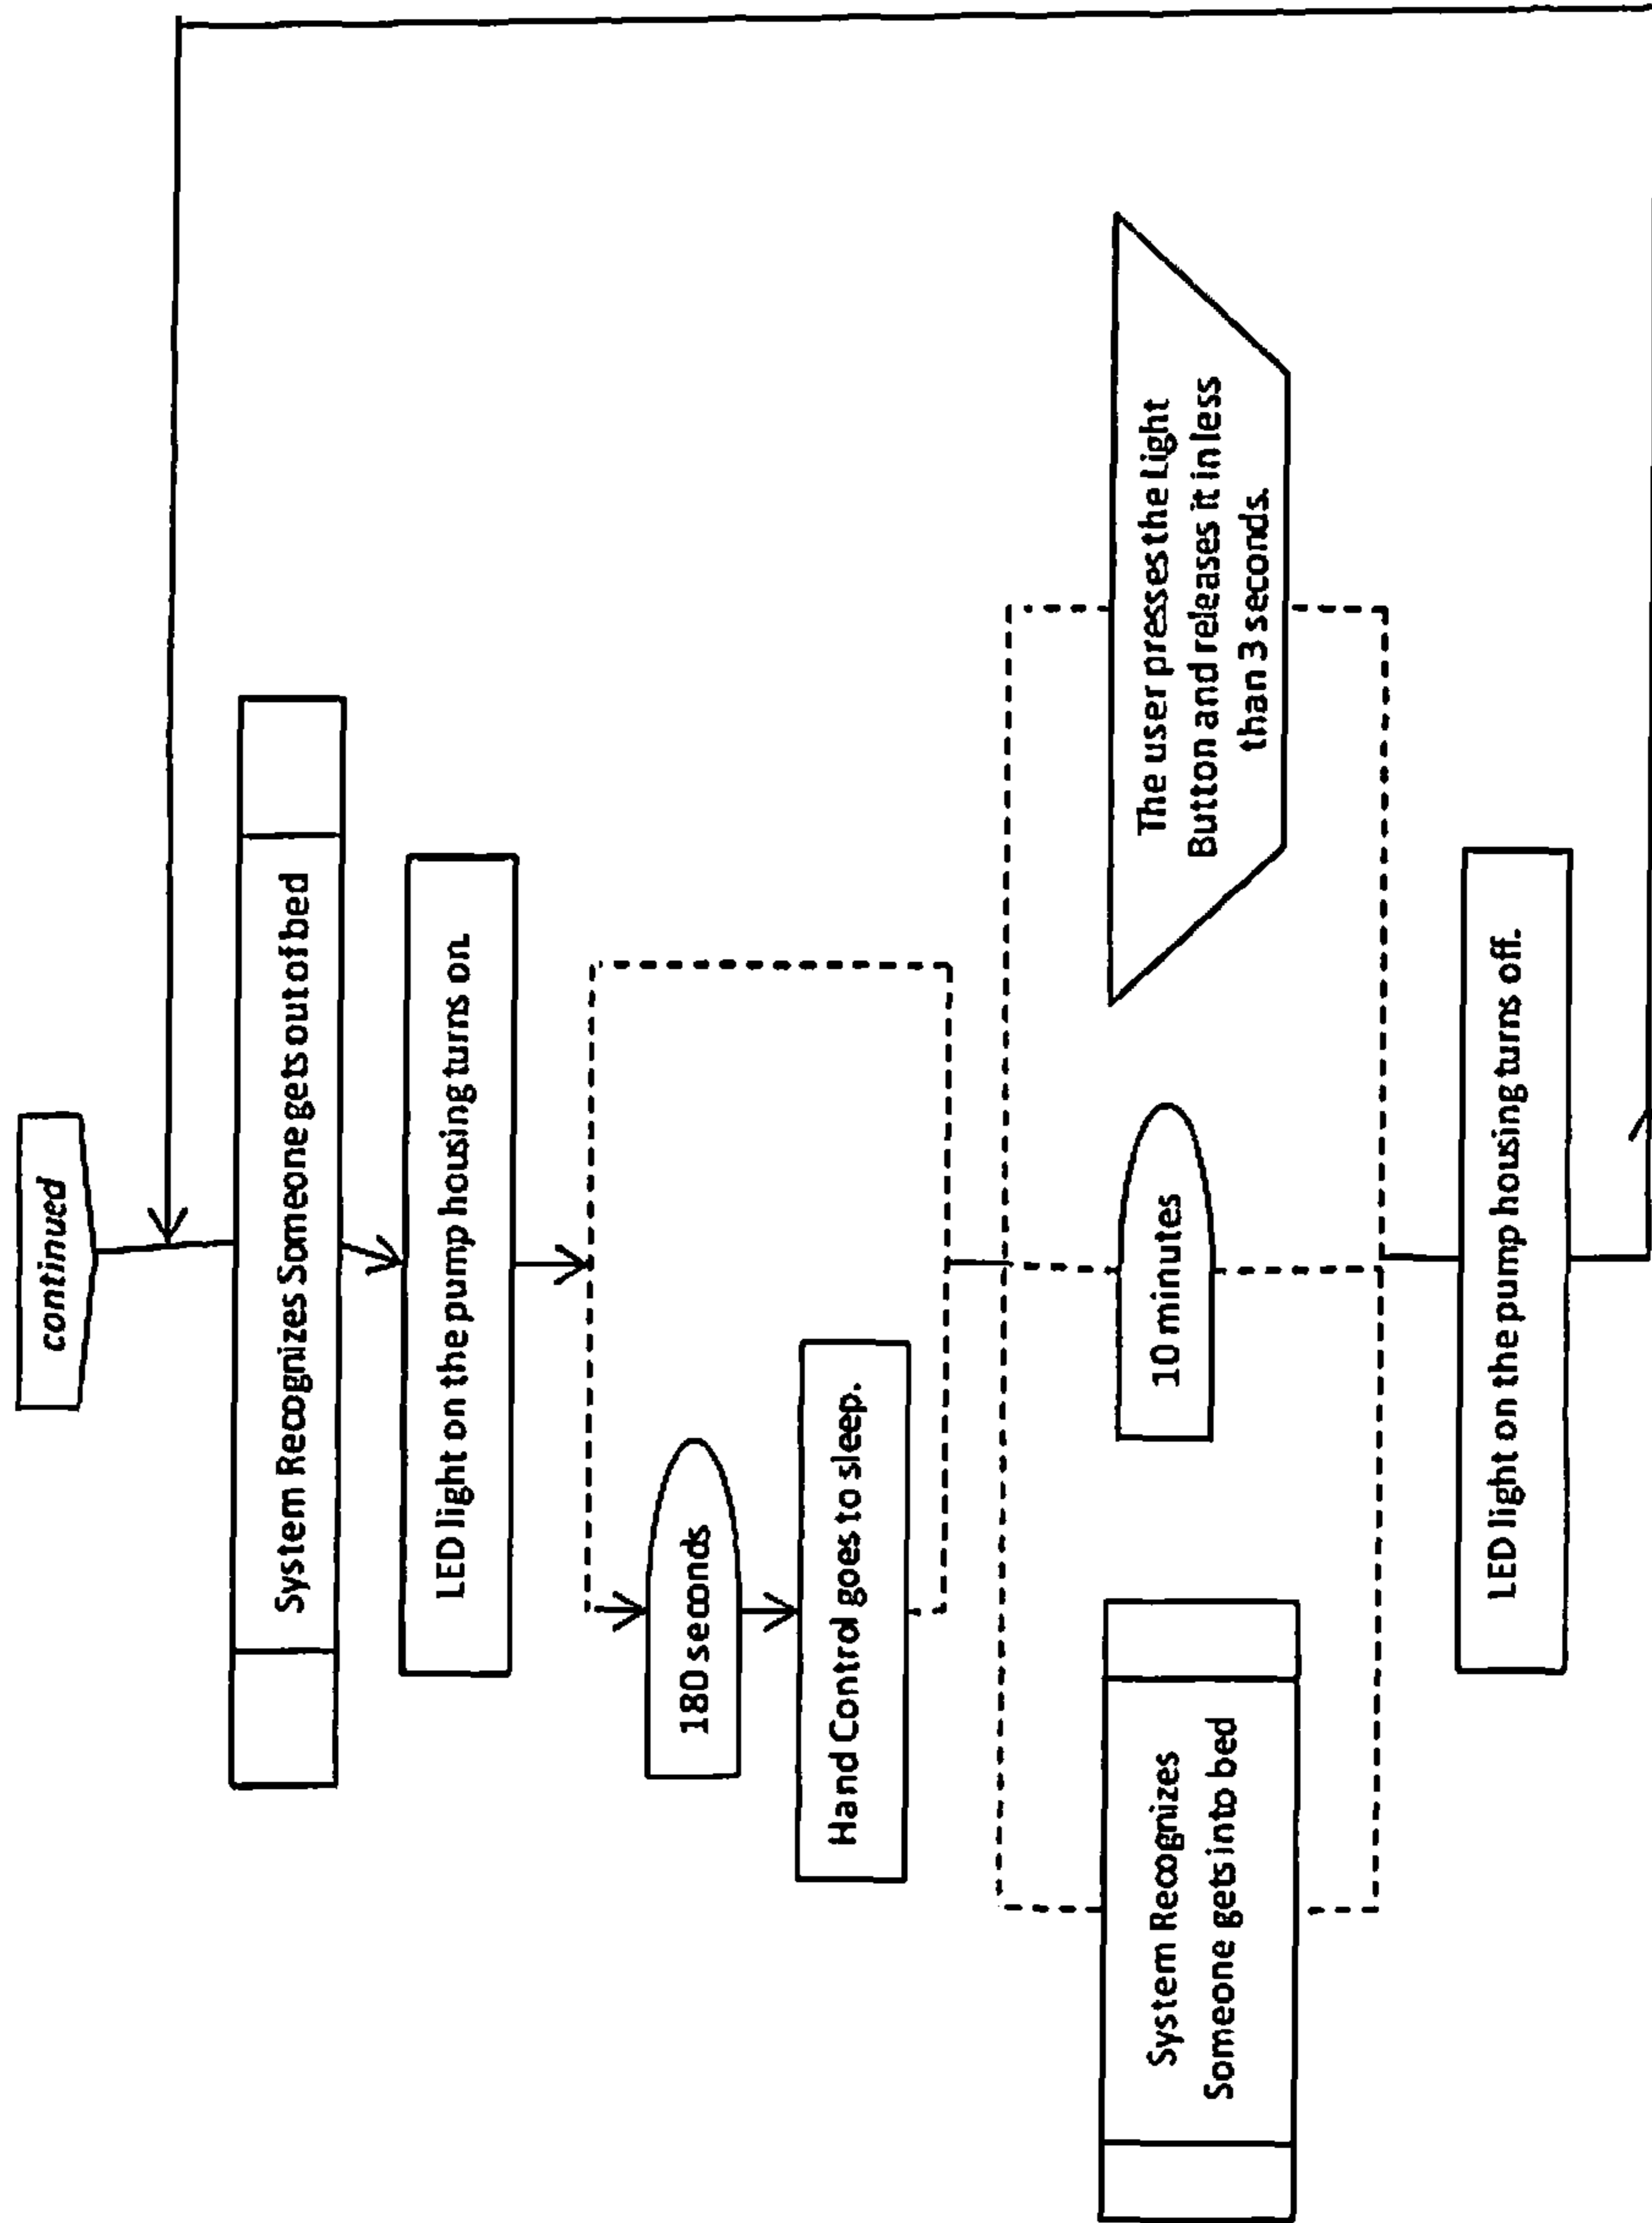 continued
System Recognizes Someone gets out of bed
LED light on the pump housing turns on.
180 seconds
Hand Control goes to sleep.
System Recognizes
Someone gets into bed
10 minutes
The user presses the Light
Button and releases it in less
than 3 seconds.
LED light on the pump housing turns off.